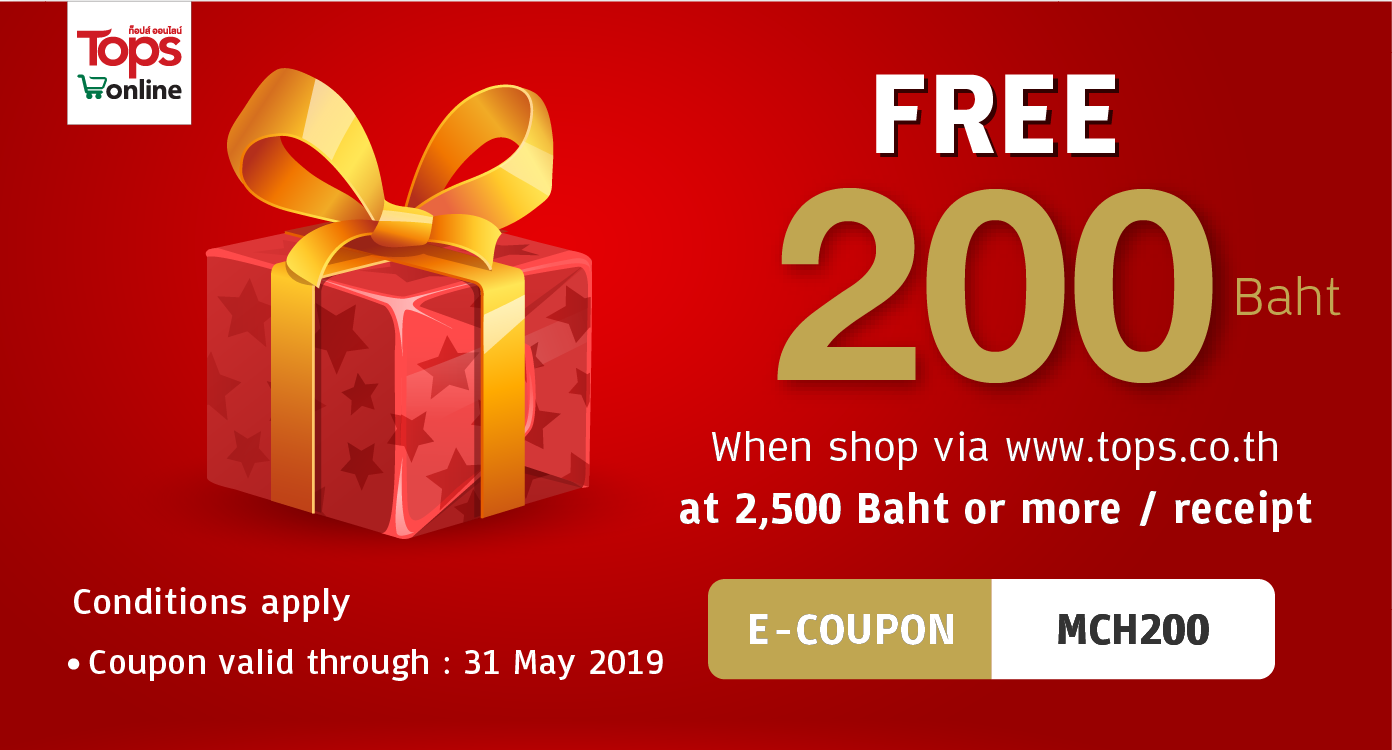 ท็อปส์ ออนไลน์
Tops
online
FREE
200 Baht
When shop via www.tops.co.th
at 2,500 Baht or more / receipt
E-COUPON MCH200
Conditions apply
• Coupon valid through : 31 May 2019